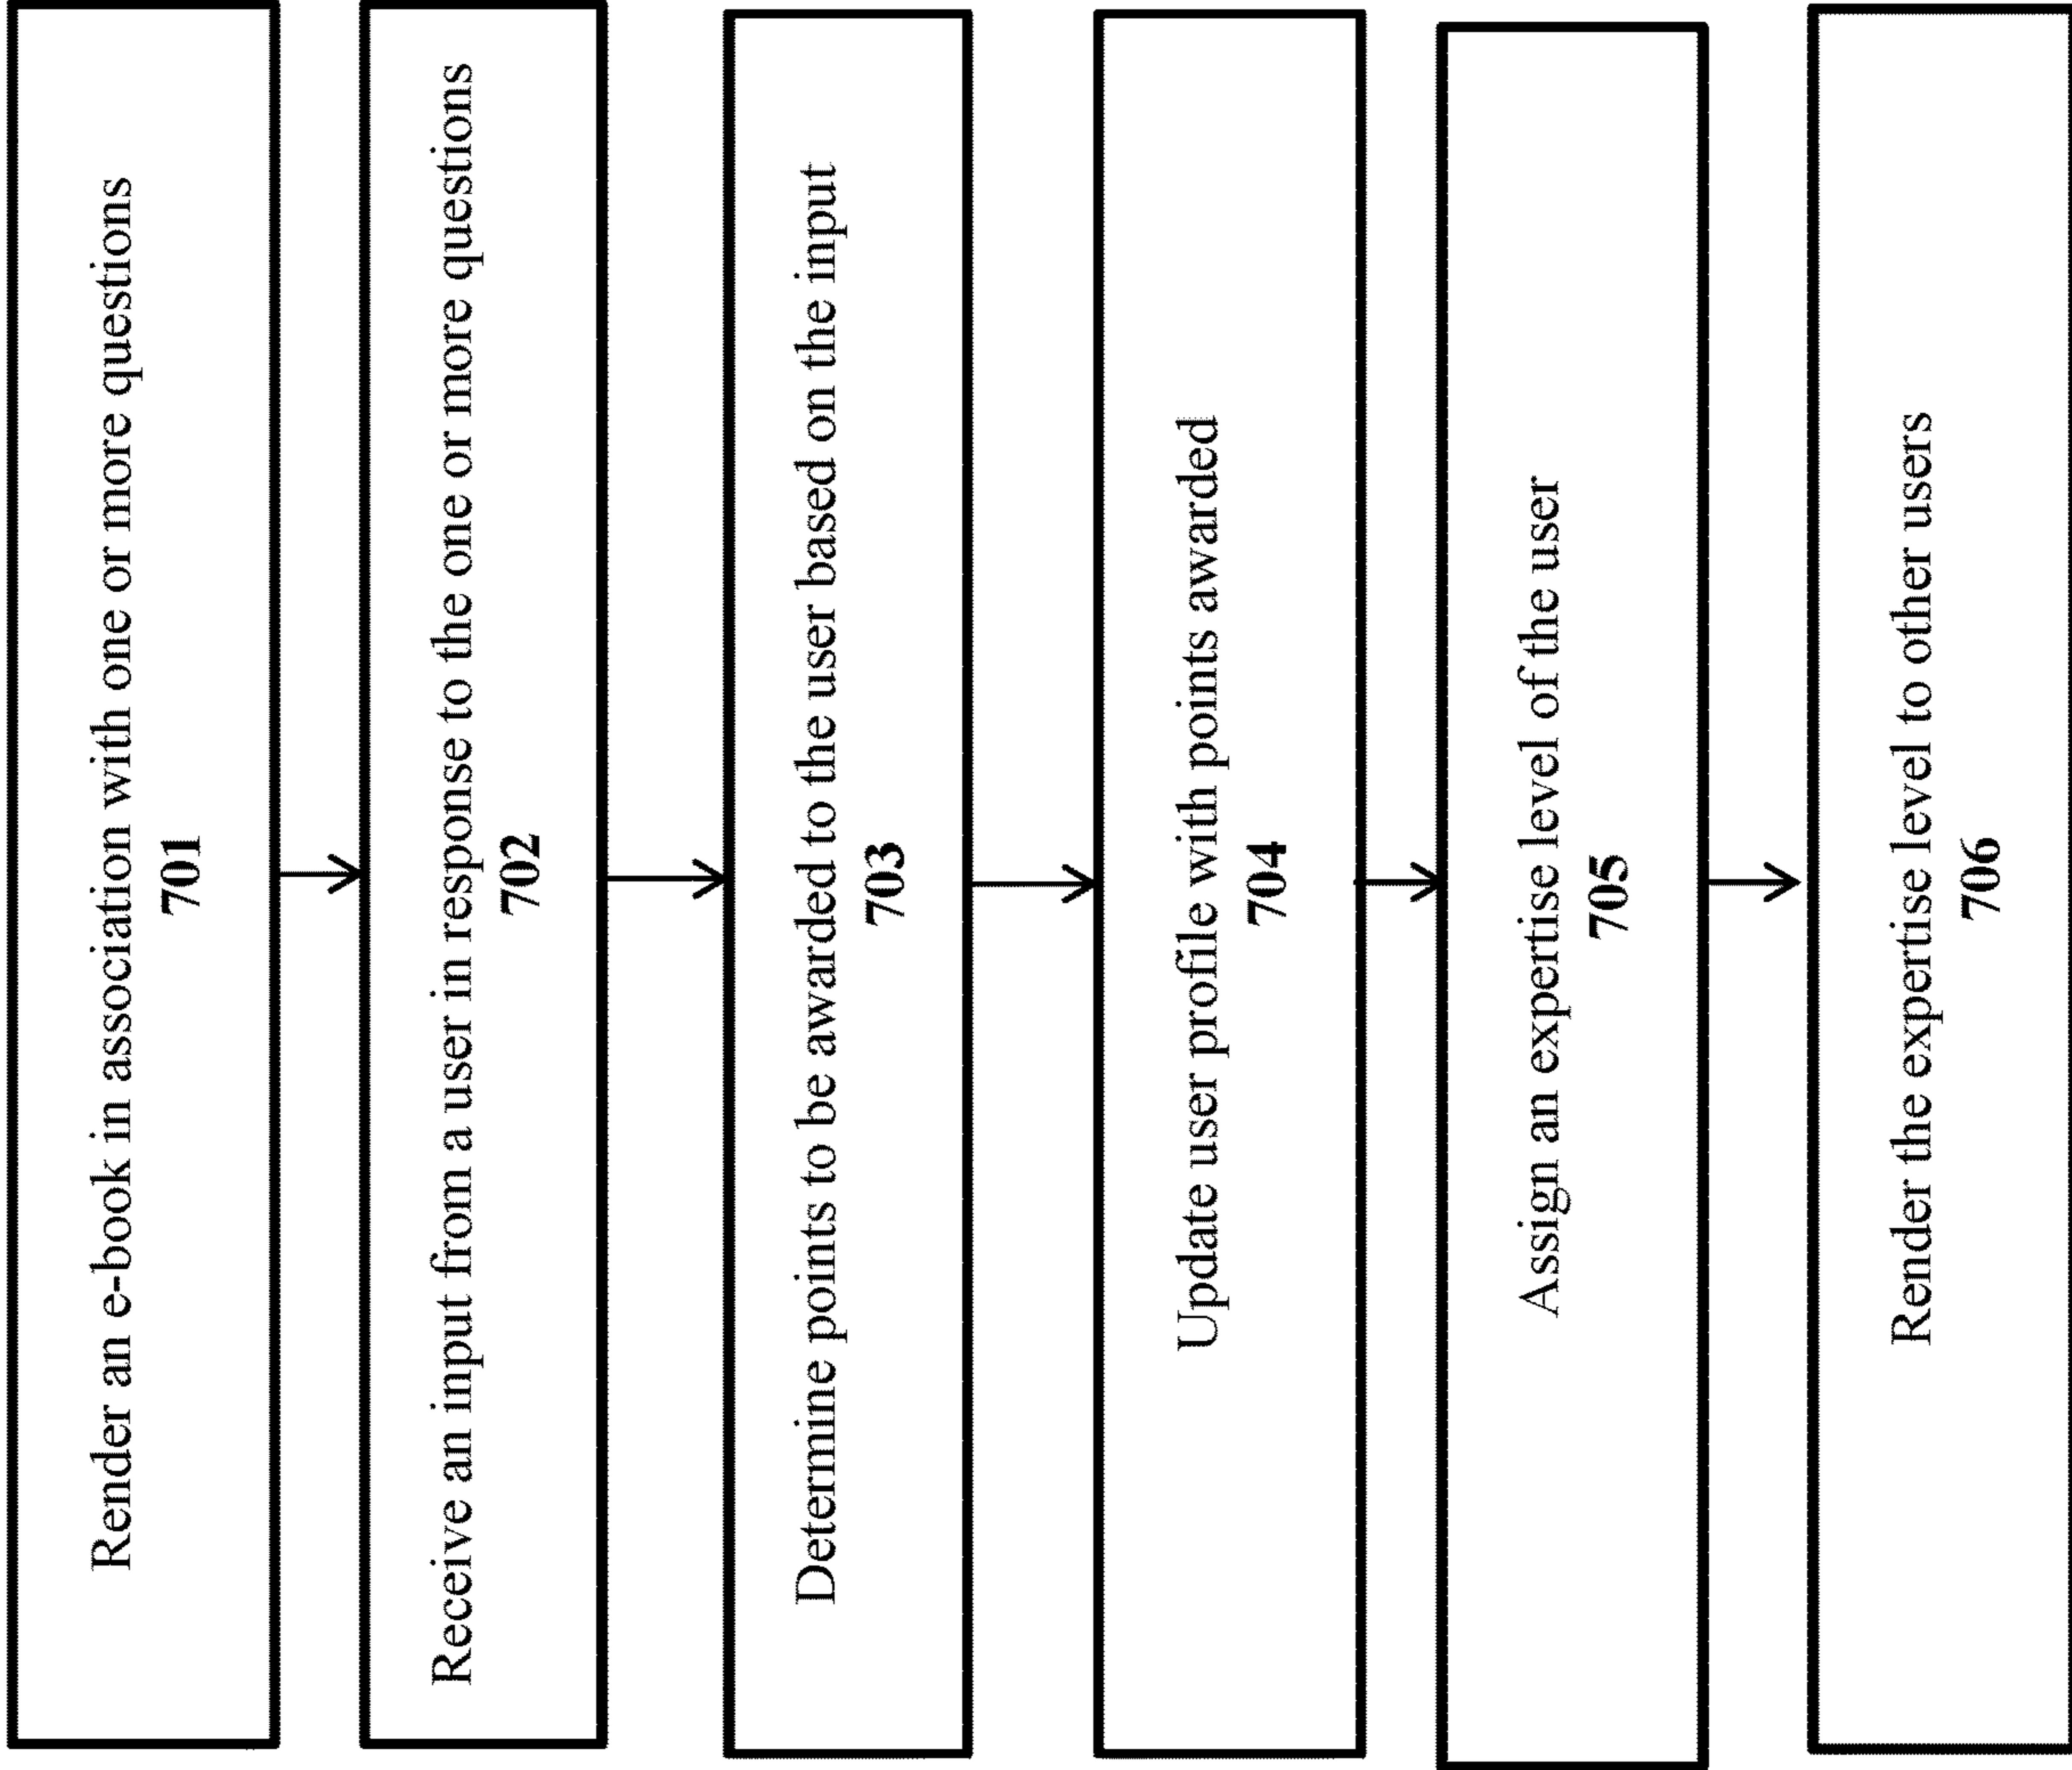 Render an e-book in association with one or more questions
701
Receive an input from a user in response to the one or more questions
702
Determine points to be awarded to the user based on the input
703
Update user profile with points awarded
704
Assign an expertise level of the user
705
Render the expertise level to other users
706